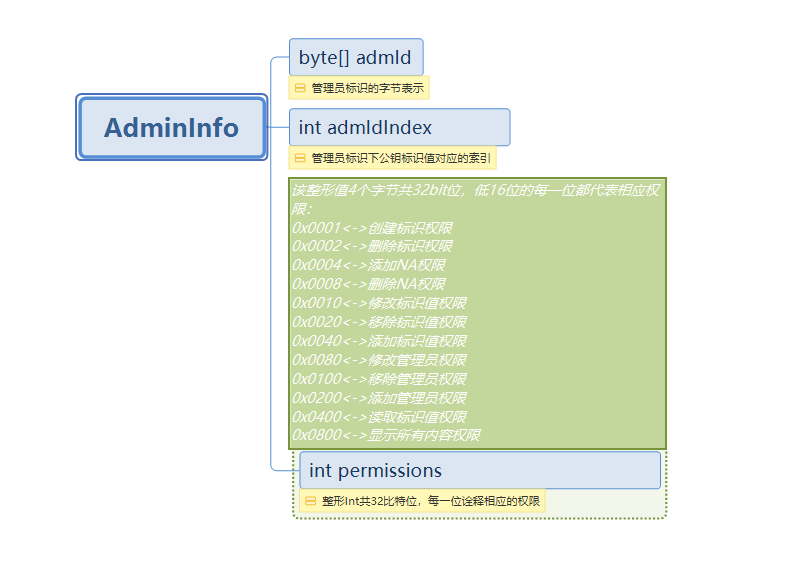 AdminInfo
byte[] admId
管理员标识的字节表示
int admIdIndex
管理员标识下公钥标识值对应的索引
该整形值4个字节共32bit位，低16位的每一位都代表相应权
限：
0x0001<->创建标识权限
0x0002<->删除标识权限
0x0004<->添加NA权限
0x0008<->删除NA权限
0x0010<->修改标识值权限
0x0020<->移除标识值权限
0x0040<->添加标识值权限
0x0080<->修改管理员权限
0x0100<->移除管理员权限
0x0200<->添加管理员权限
0x0400<->读取标识值权限
0x0800<->显示所有内容权限
int permissions
整形Int共32比特位，每一位诠释相应的权限